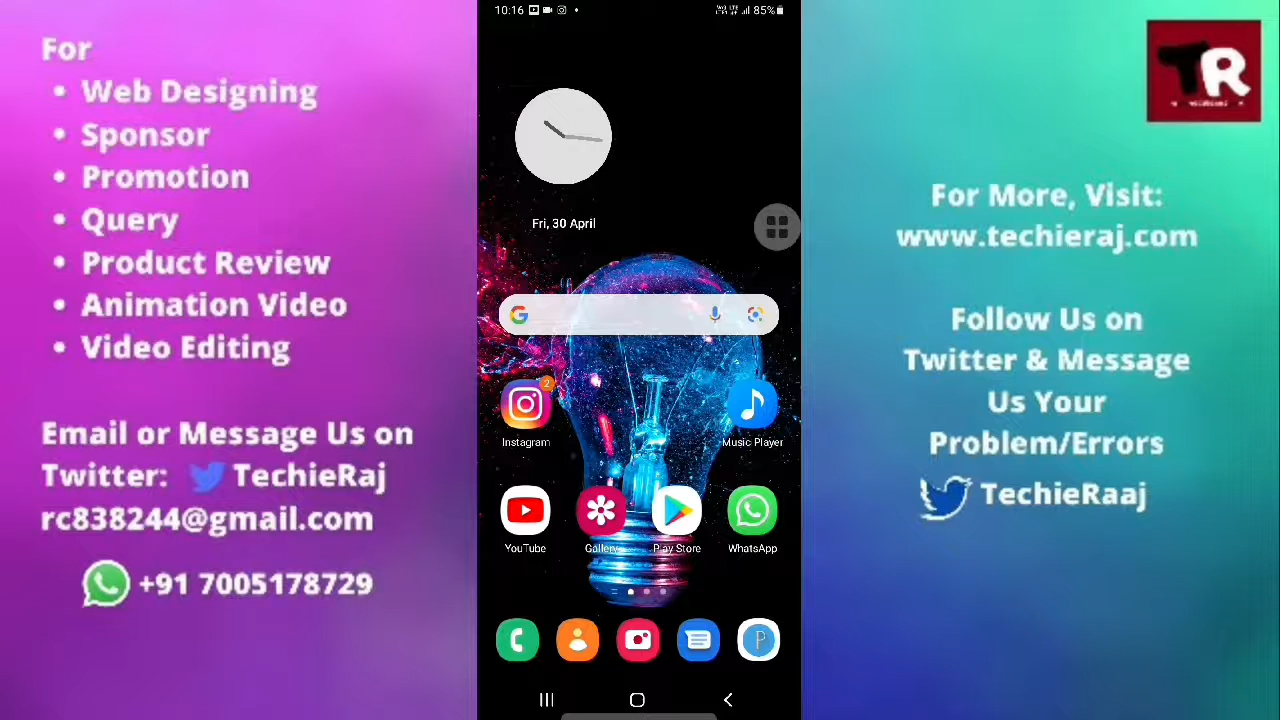 For
• Web Designing
• Sponsor
• Promotion
• Query
• Product Review
• Animation Video
• Video Editing
Email or Message Us on
Twitter: TechieRaj
rc838244@gmail.com
+91 7005178729
10:16
85%
Fri, 30 April
Instagram
2
Music Player
YouTube
Gallery
Play Store
WhatsApp
TR
For More, Visit:
www.techieraj.com
Follow Us on
Twitter & Message
Us Your
Problem/Errors
TechieRaaj